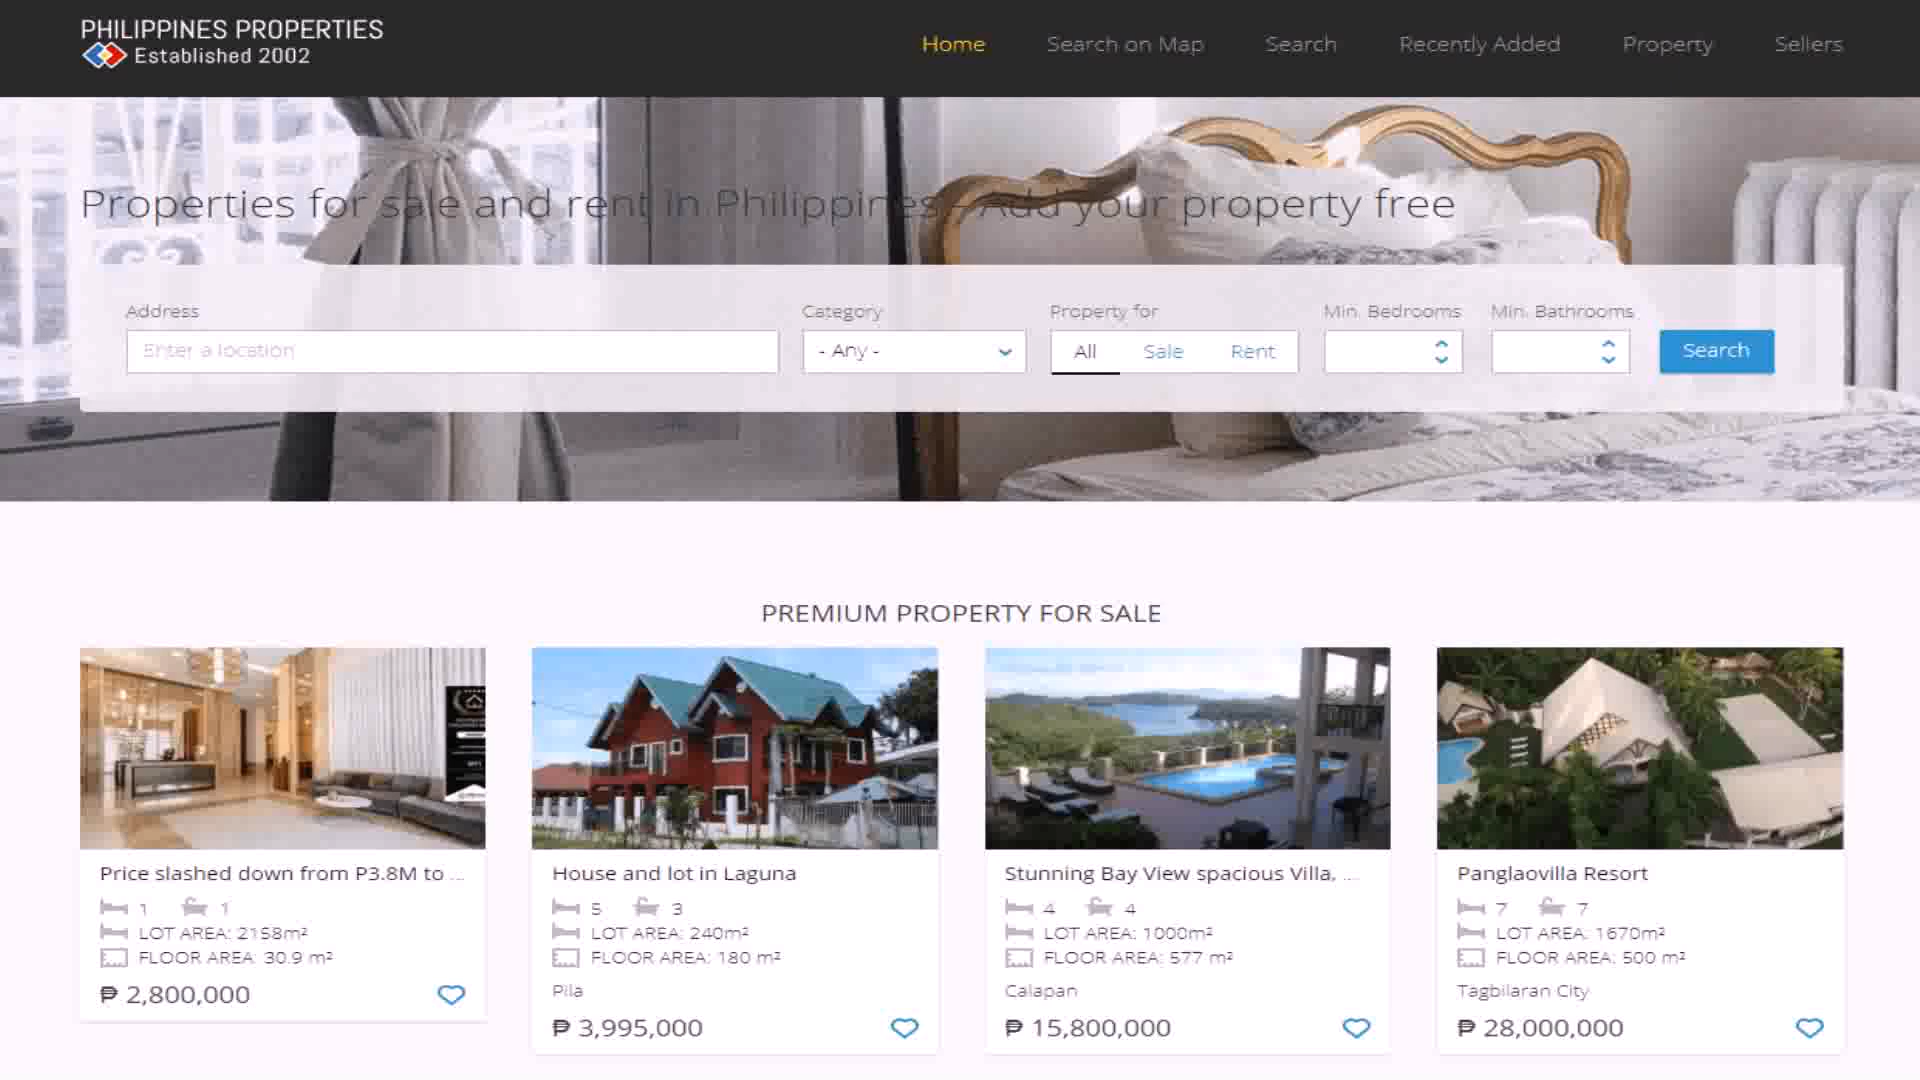 PHILIPPINES PROPERTIES
Established 2002
Home
Search on Map
Search
Recently Added
Property
Sellers
Properties for sale and rent in Philippines - Add your property free
Address
Category
Property for
Min. Bedrooms
Min. Bathrooms
Enter a location
- Any -
All
Sale
Rent
Search
PREMIUM PROPERTY FOR SALE
Price slashed down from P3.8M to ...
1 1
LOT AREA: 2158m²
FLOOR AREA: 30.9 m²
₱ 2,800,000
House and lot in Laguna
5 3
LOT AREA: 240m²
FLOOR AREA: 180 m²
Pila
₱ 3,995,000
Stunning Bay View spacious Villa, ...
4 4
LOT AREA: 1000m²
FLOOR AREA: 577 m²
Calapan
₱ 15,800,000
Panglaovilla Resort
7 7
LOT AREA: 1670m²
FLOOR AREA: 500 m²
Tagbilaran City
₱ 28,000,000